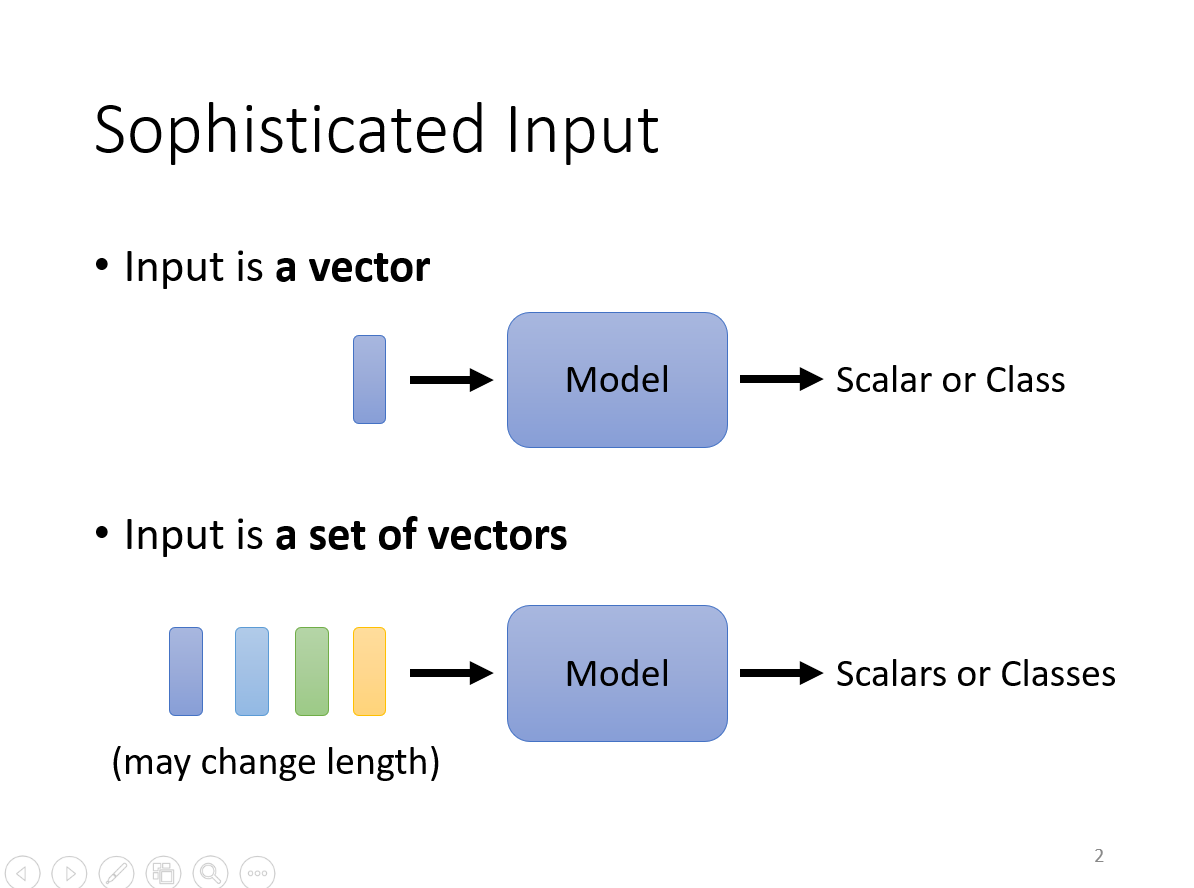 Sophisticated Input
• Input is a vector
Model
Scalar or Class
• Input is a set of vectors
Model
Scalars or Classes
(may change length)
2